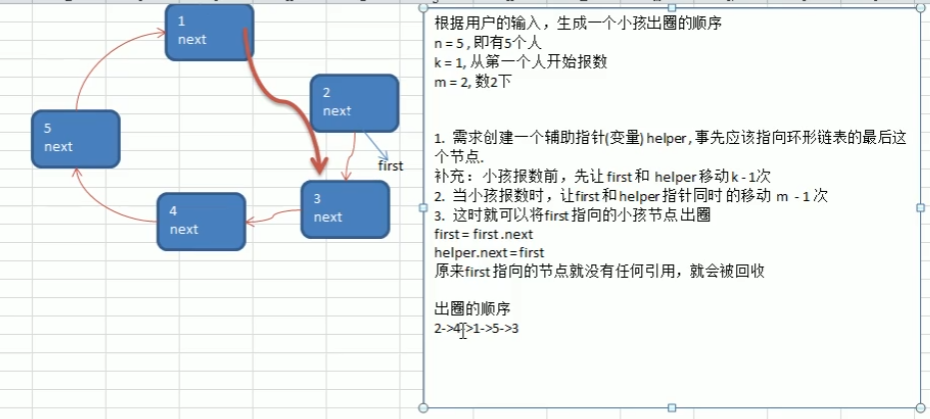 1
next
2
next
first
3
next
4
next
5
next
根据用户的输入，生成一个小孩出圈的顺序
n = 5 , 即有5个人
k = 1, 从第一个人开始报数
m = 2, 数2下
1. 需求创建一个辅助指针(变量) helper , 事先应该指向环形链表的最后这
个节点.
补充：小孩报数前，先让 first 和 helper 移动 k - 1次
2. 当小孩报数时，让first 和 helper 指针同时 的移动 m - 1 次
3. 这时就可以将first 指向的小孩节点 出圈
first = first .next
helper.next = first
原来first 指向的节点就没有任何引用，就会被回收
出圈的顺序
2->4->1->5->3